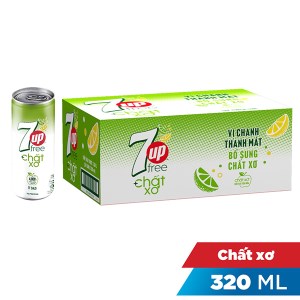 7up
free
chất
xơ
7up
free
chất
xơ
VỊ CHANH
THANH MÁT
BỔ SUNG
CHẤT XƠ
Chất xơ
320 ML